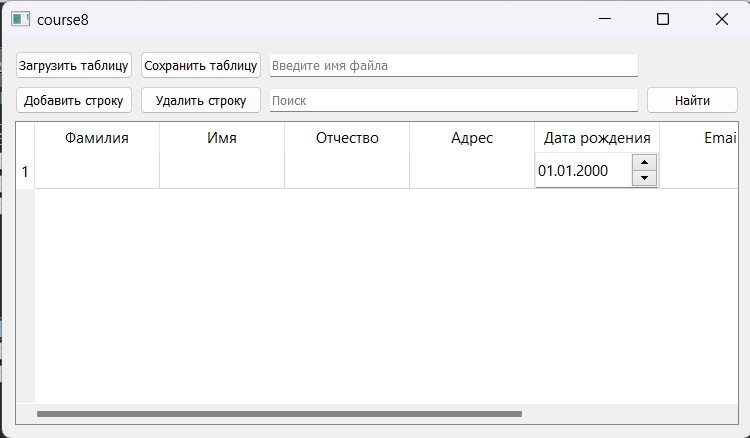 course8
Загрузить таблицу Сохранить таблицу Введите имя файла
Добавить строку Удалить строку Поиск Найти
Фамилия Имя Отчество Адрес Дата рождения Emai
1 01.01.2000